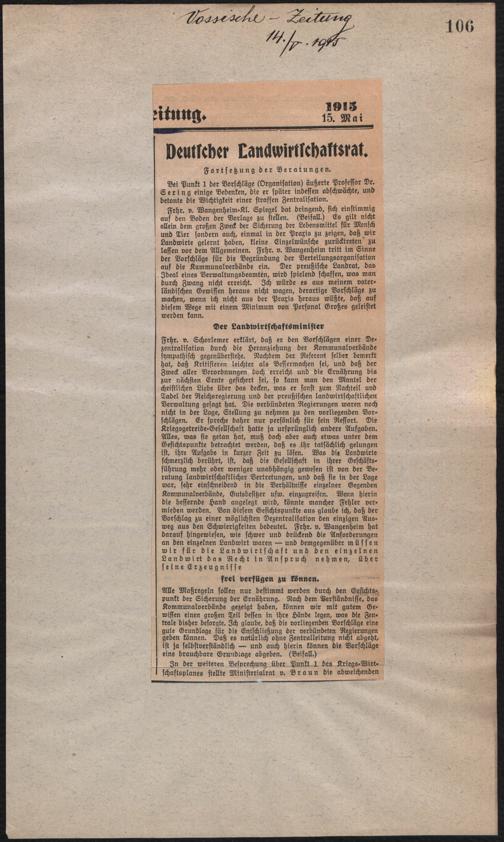 Vossische – Zeitung
14./V. 1915
106
eitung.
1915
15. Mai
Deutscher Landwirtschaftsrat.
Fortsetzung der Beratungen.
Bei Punkt 1 der Vorschläge (Organisation) äußerte Professor Dr.
Sering einige Bedenken, die er später indessen abschwächte, und
betonte die Wichtigkeit einer straffen Zentralisation.
Frhr. v. Wangenheim-Kl. Spiegel bat dringend, sich einstimmig
auf den Boden der Vorlage zu stellen. (Beifall.) Es gilt nicht
allein dem großen Zweck der Sicherung der Lebensmittel für Mensch
und Tier sondern auch, einmal in der Praxis zu zeigen, daß wir
Landwirte gelernt haben, kleine Einzelwünsche zurücktreten zu
lassen vor dem Allgemeinen. Frhr. v. Wangenheim tritt im Sinne
der Vorschläge für die Begründung der Verteilungsorganisation
auf die Kommunalverbände ein. Der preußische Landrat, das
Ideal eines Verwaltungsbeamten, wird spielend schaffen, was man
durch Zwang nicht erreicht. Ich würde es aus meinem vater-
ländischen Gewissen heraus nicht wagen, derartige Vorschläge zu
machen, wenn ich nicht aus der Praxis heraus wüßte, daß auf
diesem Wege mit einem Minimum von Personal Großes geleistet
werden kann.
Der Landwirtschaftsminister
Frhr. v. Schorlemer erklärt, daß er den Vorschlägen einer De-
zentralisation durch die Heranziehung der Kommunalverbände
sympathisch gegenüberstehe. Nachdem der Referent selber bemerkt
hat, daß Kritisieren leichter als Bessermachen sei, und daß der
Zweck aller Verordnungen doch erreicht und die Ernährung bis
zur nächsten Ernte gesichert sei, so kann man den Mantel der
christlichen Liebe über das decken, was er sonst zum Nachteil und
Tadel der Reichsregierung und der preußischen landwirtschaftlichen
Verwaltung gesagt hat. Die verbündeten Regierungen waren noch
nicht in der Lage, Stellung zu nehmen zu den vorliegenden Vor-
schlägen. Er spreche daher nur persönlich für sein Ressort. Die
Kriegsgetreide-Gesellschaft hatte ja ursprünglich andere Aufgaben.
Alles, was sie getan hat, muß doch aber auch etwas unter dem
Gesichtspunkte betrachtet werden, daß es ihr tatsächlich gelungen
ist, ihre Aufgabe in kurzer Zeit zu lösen. Was die Landwirte
schmerzlich berührt, ist, daß die Gesellschaft in ihrer Geschäfts-
führung mehr oder weniger unabhängig gewesen ist von der Be-
ratung landwirtschaftlicher Vertretungen, und daß sie in der Lage
war, sehr einschneidend in die Verhältnisse einzelner Gegenden
Kommunalverbände, Gutsbesitzer usw. einzugreifen. Wenn hierin
die bessernde Hand angelegt wird, könnte mancher Fehler ver-
mieden werden. Von diesem Gesichtspunkte aus glaube ich, daß der
Vorschlag zu einer möglichsten Dezentralisation den einzigen Aus-
weg aus den Schwierigkeiten bedeutet. Frhr. v. Wangenheim hat
darauf hingewiesen, wie schwer und drückend die Anforderungen
an den einzelnen Landwirt waren — und demgegenüber müssen
wir für die Landwirtschaft und den einzelnen
Landwirt das Recht in Anspruch nehmen, über
seine Erzeugnisse
frei verfügen zu können.
Alle Maßregeln sollen nur bestimmt werden durch den Gesichts-
punkt der Sicherung der Ernährung. Nach dem Verständnisse, das
Kommunalverbände gezeigt haben, können wir mit gutem Ge-
wissen einen großen Teil dessen in ihre Hände legen, was die Zen-
trale bisher besorgte. Ich glaube, daß die vorliegenden Vorschläge eine
gute Grundlage für die Entschließung der verbündeten Regierungen
geben können. Daß es natürlich ohne Zentralleitung nicht abgeht,
ist ja selbstverständlich — und auch hierin können die Vorschläge
eine brauchbare Grundlage abgeben. (Beifall.)
In der weiteren Besprechung über Punkt 1 des Kriegs-Wirt-
schaftsplanes stellte Ministerialrat v. Braun die abweichenden